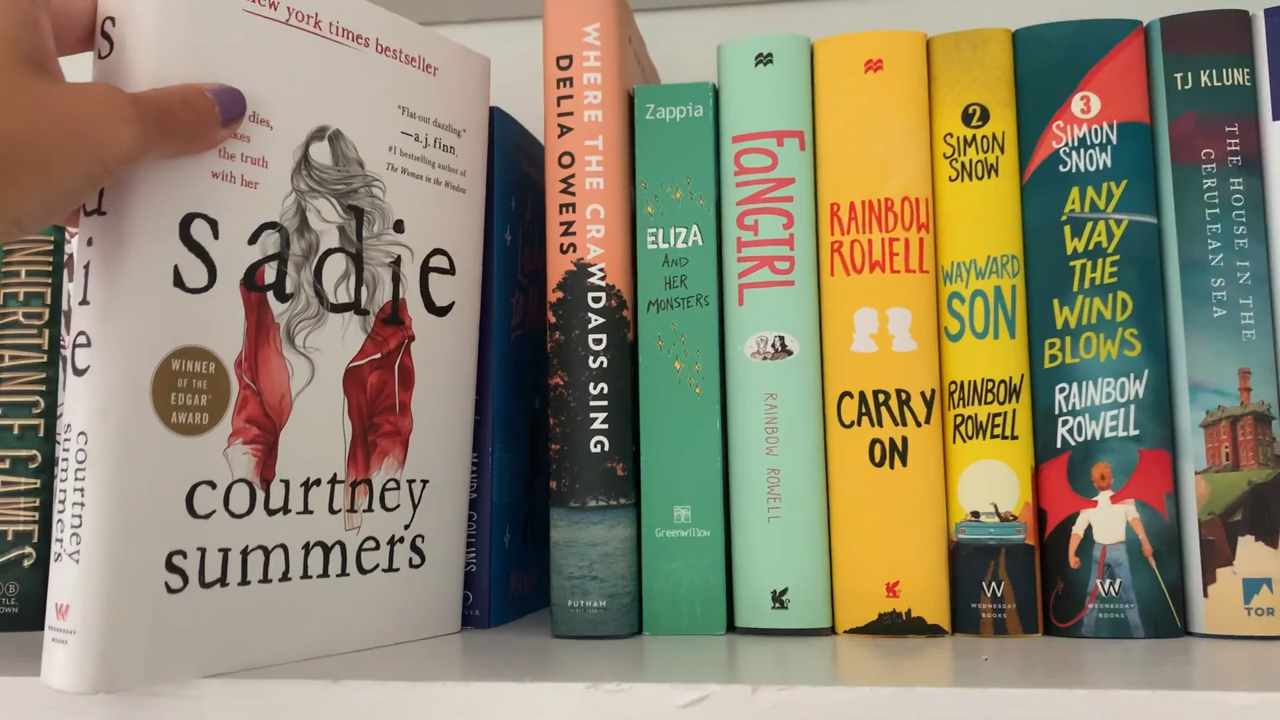 INHERITANCE GAMES
s
courtney
summers
WEDNESDAY
BOOKS
new york times bestseller
dies,
the truth
with her
"Flat-out dazzling."
—a.j. finn,
#1 bestselling author of
The Woman in the Window
sadie
WINNER
OF THE
EDGAR®
AWARD
courtney
summers
MANDA COLLINS
WHERE THE CRAWDADS SING
DELIA OWENS
PUTNAM
Zappia
ELIZA
AND
HER
MONSTERS
Greenwillow
FANGIRL
RAINBOW ROWELL
RAINBOW
ROWELL
CARRY
ON
2
SIMON
SNOW
WAYWARD
SON
RAINBOW
ROWELL
W
WEDNESDAY
BOOKS
3
SIMON
SNOW
ANY
WAY
THE
WIND
BLOWS
RAINBOW
ROWELL
W
WEDNESDAY
BOOKS
TJ KLUNE
THE HOUSE IN THE
CERULEAN SEA
TOR